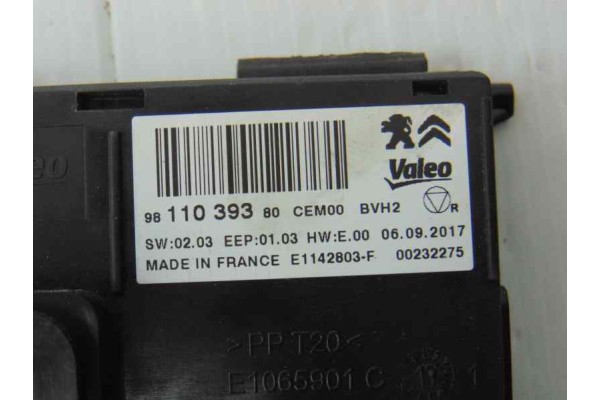 Valeo
98 110 393 80 CEM00 BVH2 R
SW:02.03 EEP:01.03 HW:E.00 06.09.2017
MADE IN FRANCE E1142803-F 00232275
>PP T20<
E1065901 C 1